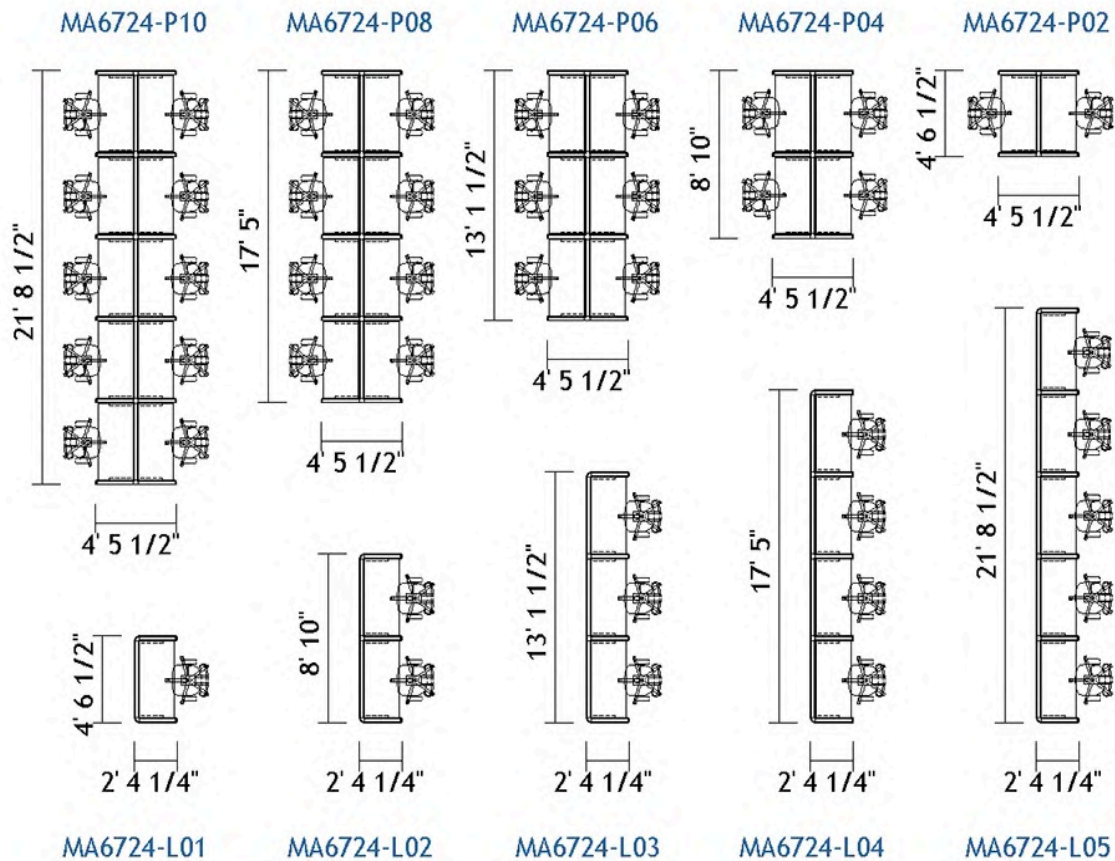 MA6724-P10
MA6724-P08
MA6724-P06
MA6724-P04
MA6724-P02
21' 8 1/2"
17' 5"
13' 1 1/2"
8' 10"
4' 6 1/2"
4' 5 1/2"
4' 5 1/2"
4' 5 1/2"
4' 5 1/2"
4' 5 1/2"
4' 6 1/2"
8' 10"
13' 1 1/2"
17' 5"
21' 8 1/2"
2' 4 1/4"
2' 4 1/4"
2' 4 1/4"
2' 4 1/4"
2' 4 1/4"
MA6724-L01
MA6724-L02
MA6724-L03
MA6724-L04
MA6724-L05